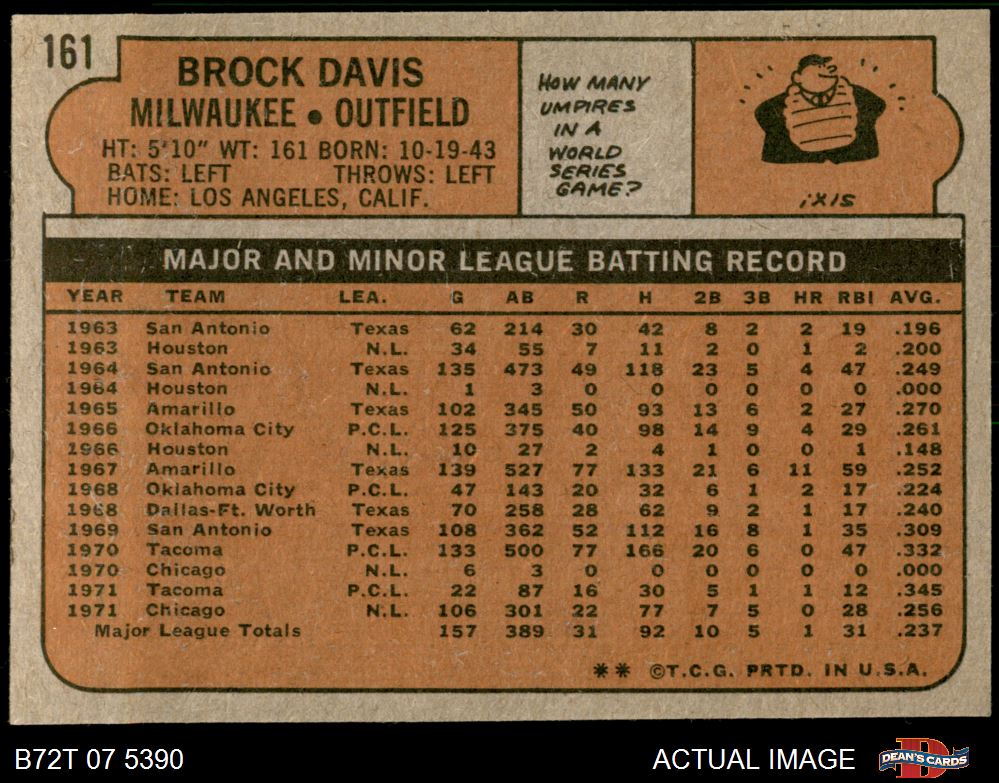 161
BROCK DAVIS
MILWAUKEE • OUTFIELD
HT: 5'10" WT: 161 BORN: 10-19-43
BATS: LEFT THROWS: LEFT
HOME: LOS ANGELES, CALIF.
HOW MANY
UMPIRES
IN A
WORLD
SERIES
GAME?
¡XIS
MAJOR AND MINOR LEAGUE BATTING RECORD
YEAR TEAM LEA. G AB R H 2B 3B HR RBI AVG.
1963 San Antonio Texas 62 214 30 42 8 2 2 19 .196
1963 Houston N.L. 34 55 7 11 2 0 1 2 .200
1964 San Antonio Texas 135 473 49 118 23 5 4 47 .249
1964 Houston N.L. 1 3 0 0 0 0 0 0 .000
1965 Amarillo Texas 102 345 50 93 13 6 2 27 .270
1966 Oklahoma City P.C.L. 125 375 40 98 14 9 4 29 .261
1966 Houston N.L. 10 27 2 4 1 0 0 1 .148
1967 Amarillo Texas 139 527 77 133 21 6 11 59 .252
1968 Oklahoma City P.C.L. 47 143 20 32 6 1 2 17 .224
1968 Dallas-Ft. Worth Texas 70 258 28 62 9 2 1 17 .240
1969 San Antonio Texas 108 362 52 112 16 8 1 35 .309
1970 Tacoma P.C.L. 133 500 77 166 20 6 0 47 .332
1970 Chicago N.L. 6 3 0 0 0 0 0 0 .000
1971 Tacoma P.C.L. 22 87 16 30 5 1 1 12 .345
1971 Chicago N.L. 106 301 22 77 7 5 0 28 .256
Major League Totals 157 389 31 92 10 5 1 31 .237
** ©T.C.G. PRTD. IN U.S.A.
B72T 07 5390
ACTUAL IMAGE
DEAN'S CARDS